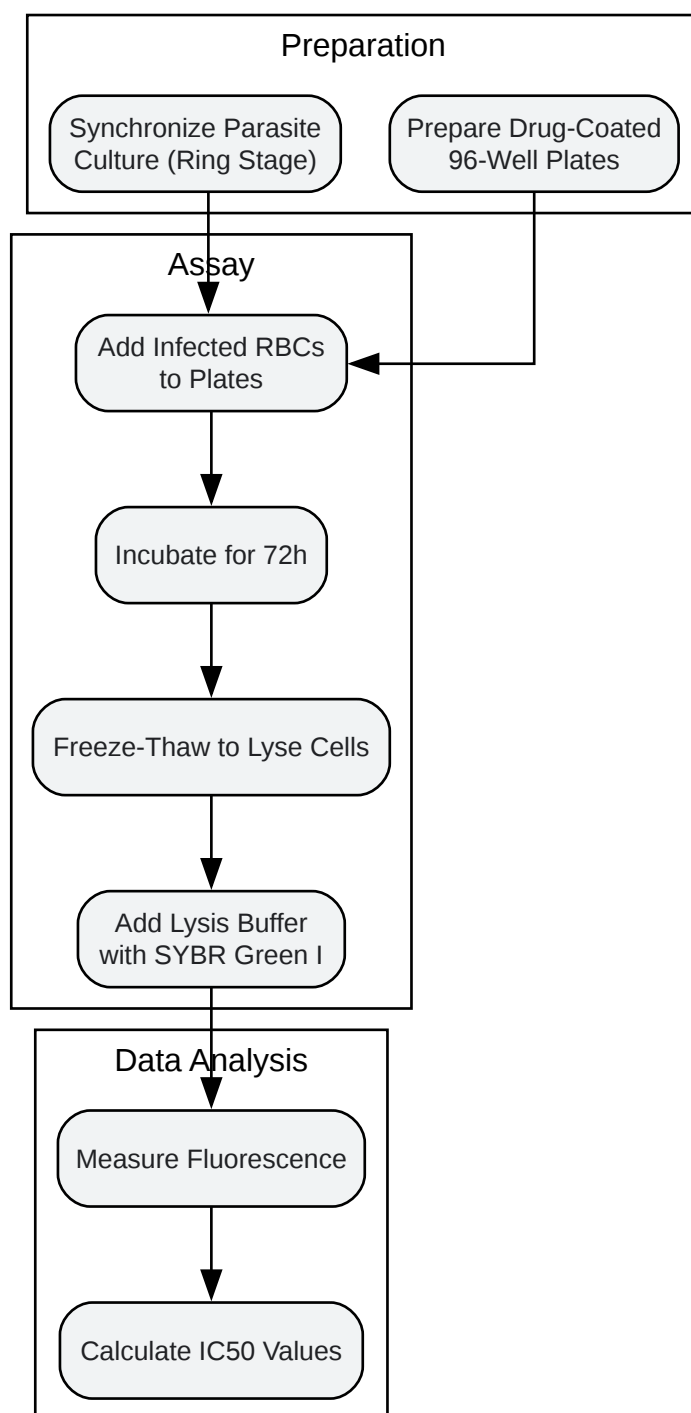 Preparation
Synchronize Parasite
Culture (Ring Stage)
Prepare Drug-Coated
96-Well Plates
Assay
Add Infected RBCs
to Plates
Incubate for 72h
Freeze-Thaw to Lyse Cells
Add Lysis Buffer
with SYBR Green I
Data Analysis
Measure Fluorescence
Calculate IC50 Values